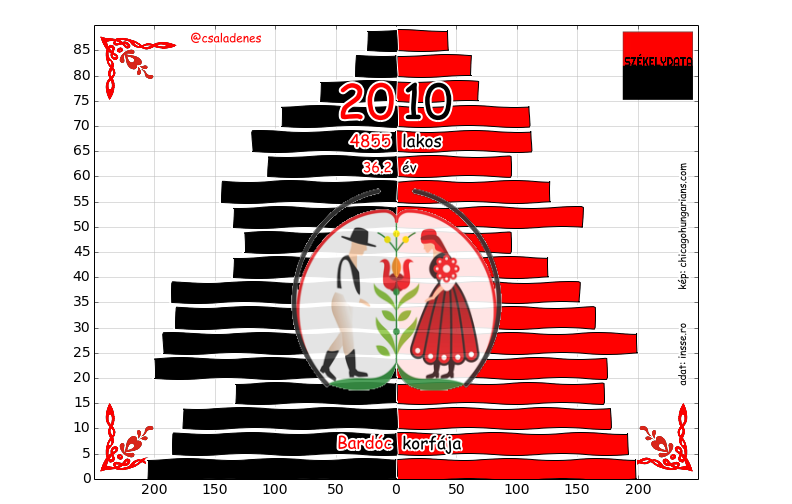 @csaladenes
SZÉKELYDATA
2010
4855 lakos
36,2 év
kép: chicagohungarians.com
adat: insse.ro
Bardóc korfája
85
80
75
70
65
60
55
50
45
40
35
30
25
20
15
10
5
0
200 150 100 50 0 50 100 150 200